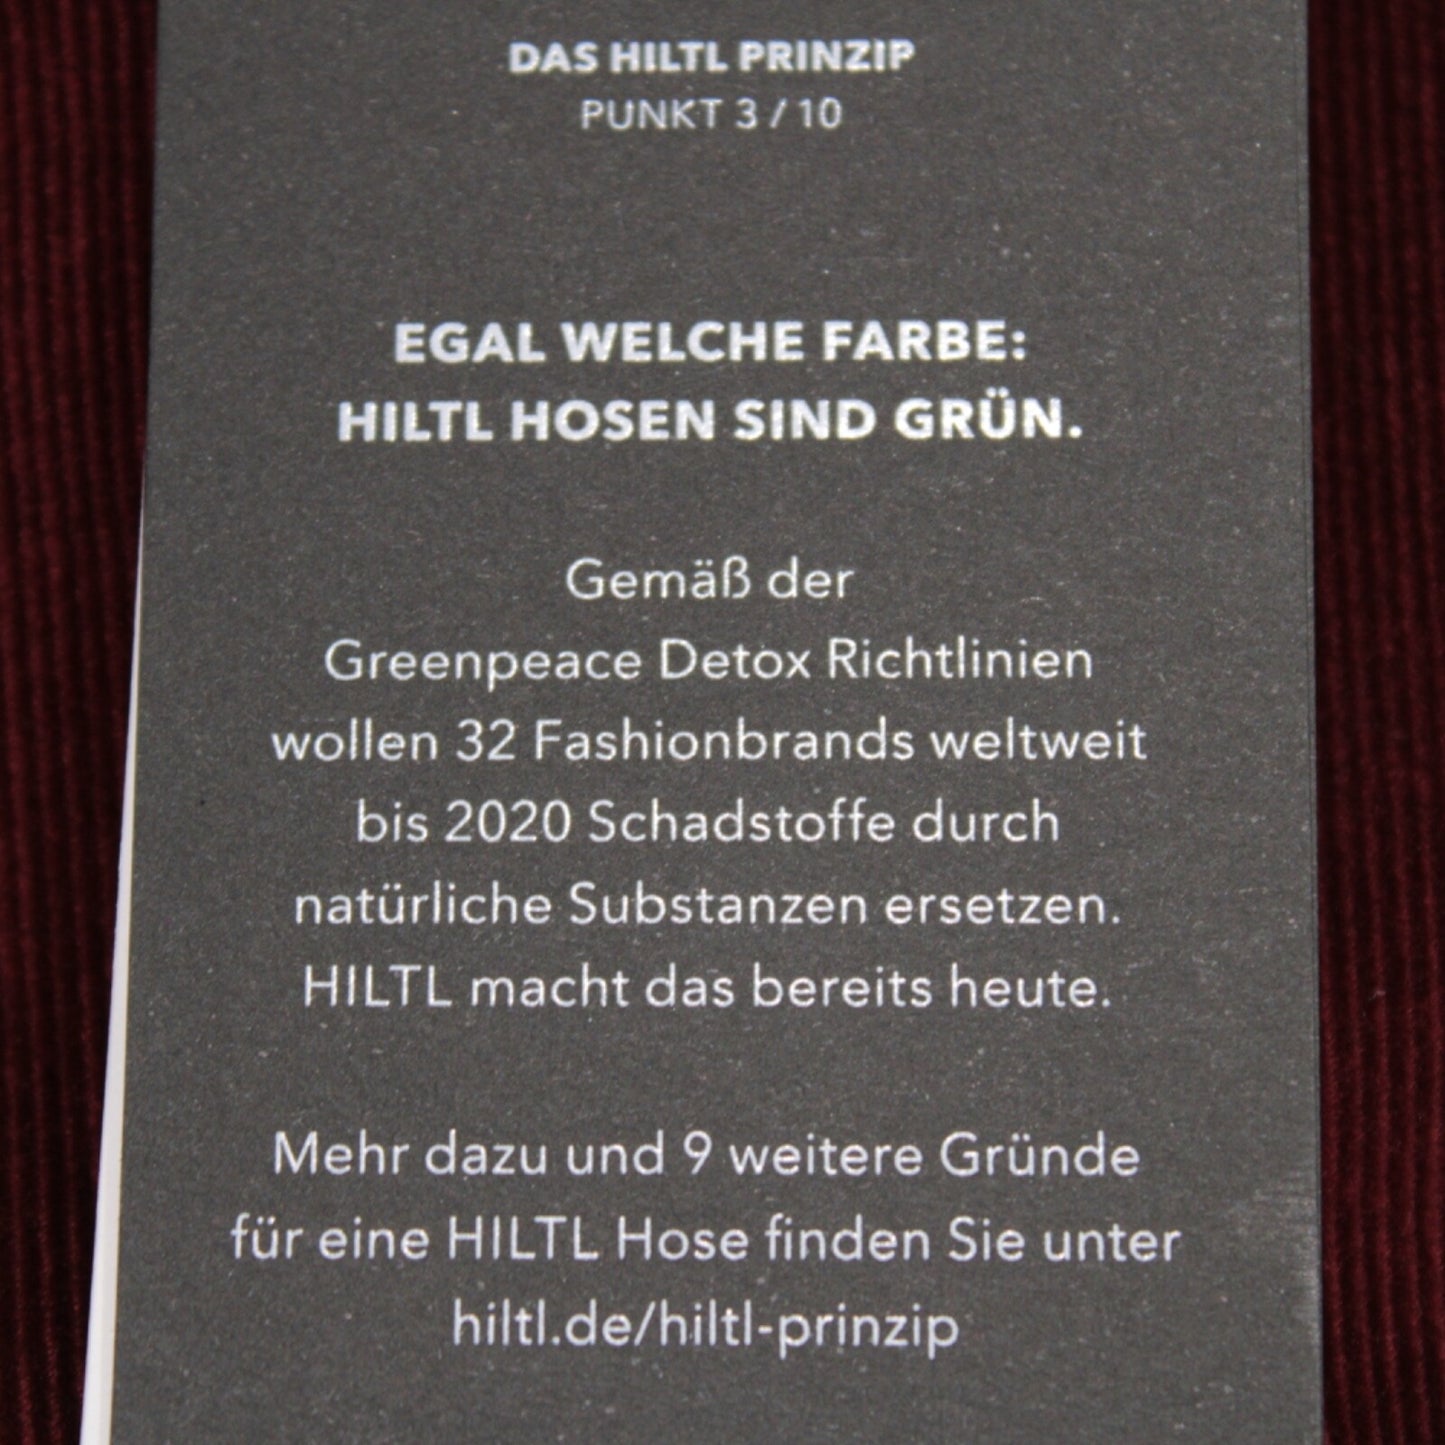 DAS HILTL PRINZIP
PUNKT 3 / 10
EGAL WELCHE FARBE:
HILTL HOSEN SIND GRÜN.
Gemäß der
Greenpeace Detox Richtlinien
wollen 32 Fashionbrands weltweit
bis 2020 Schadstoffe durch
natürliche Substanzen ersetzen.
HILTL macht das bereits heute.
Mehr dazu und 9 weitere Gründe
für eine HILTL Hose finden Sie unter
hiltl.de/hiltl-prinzip